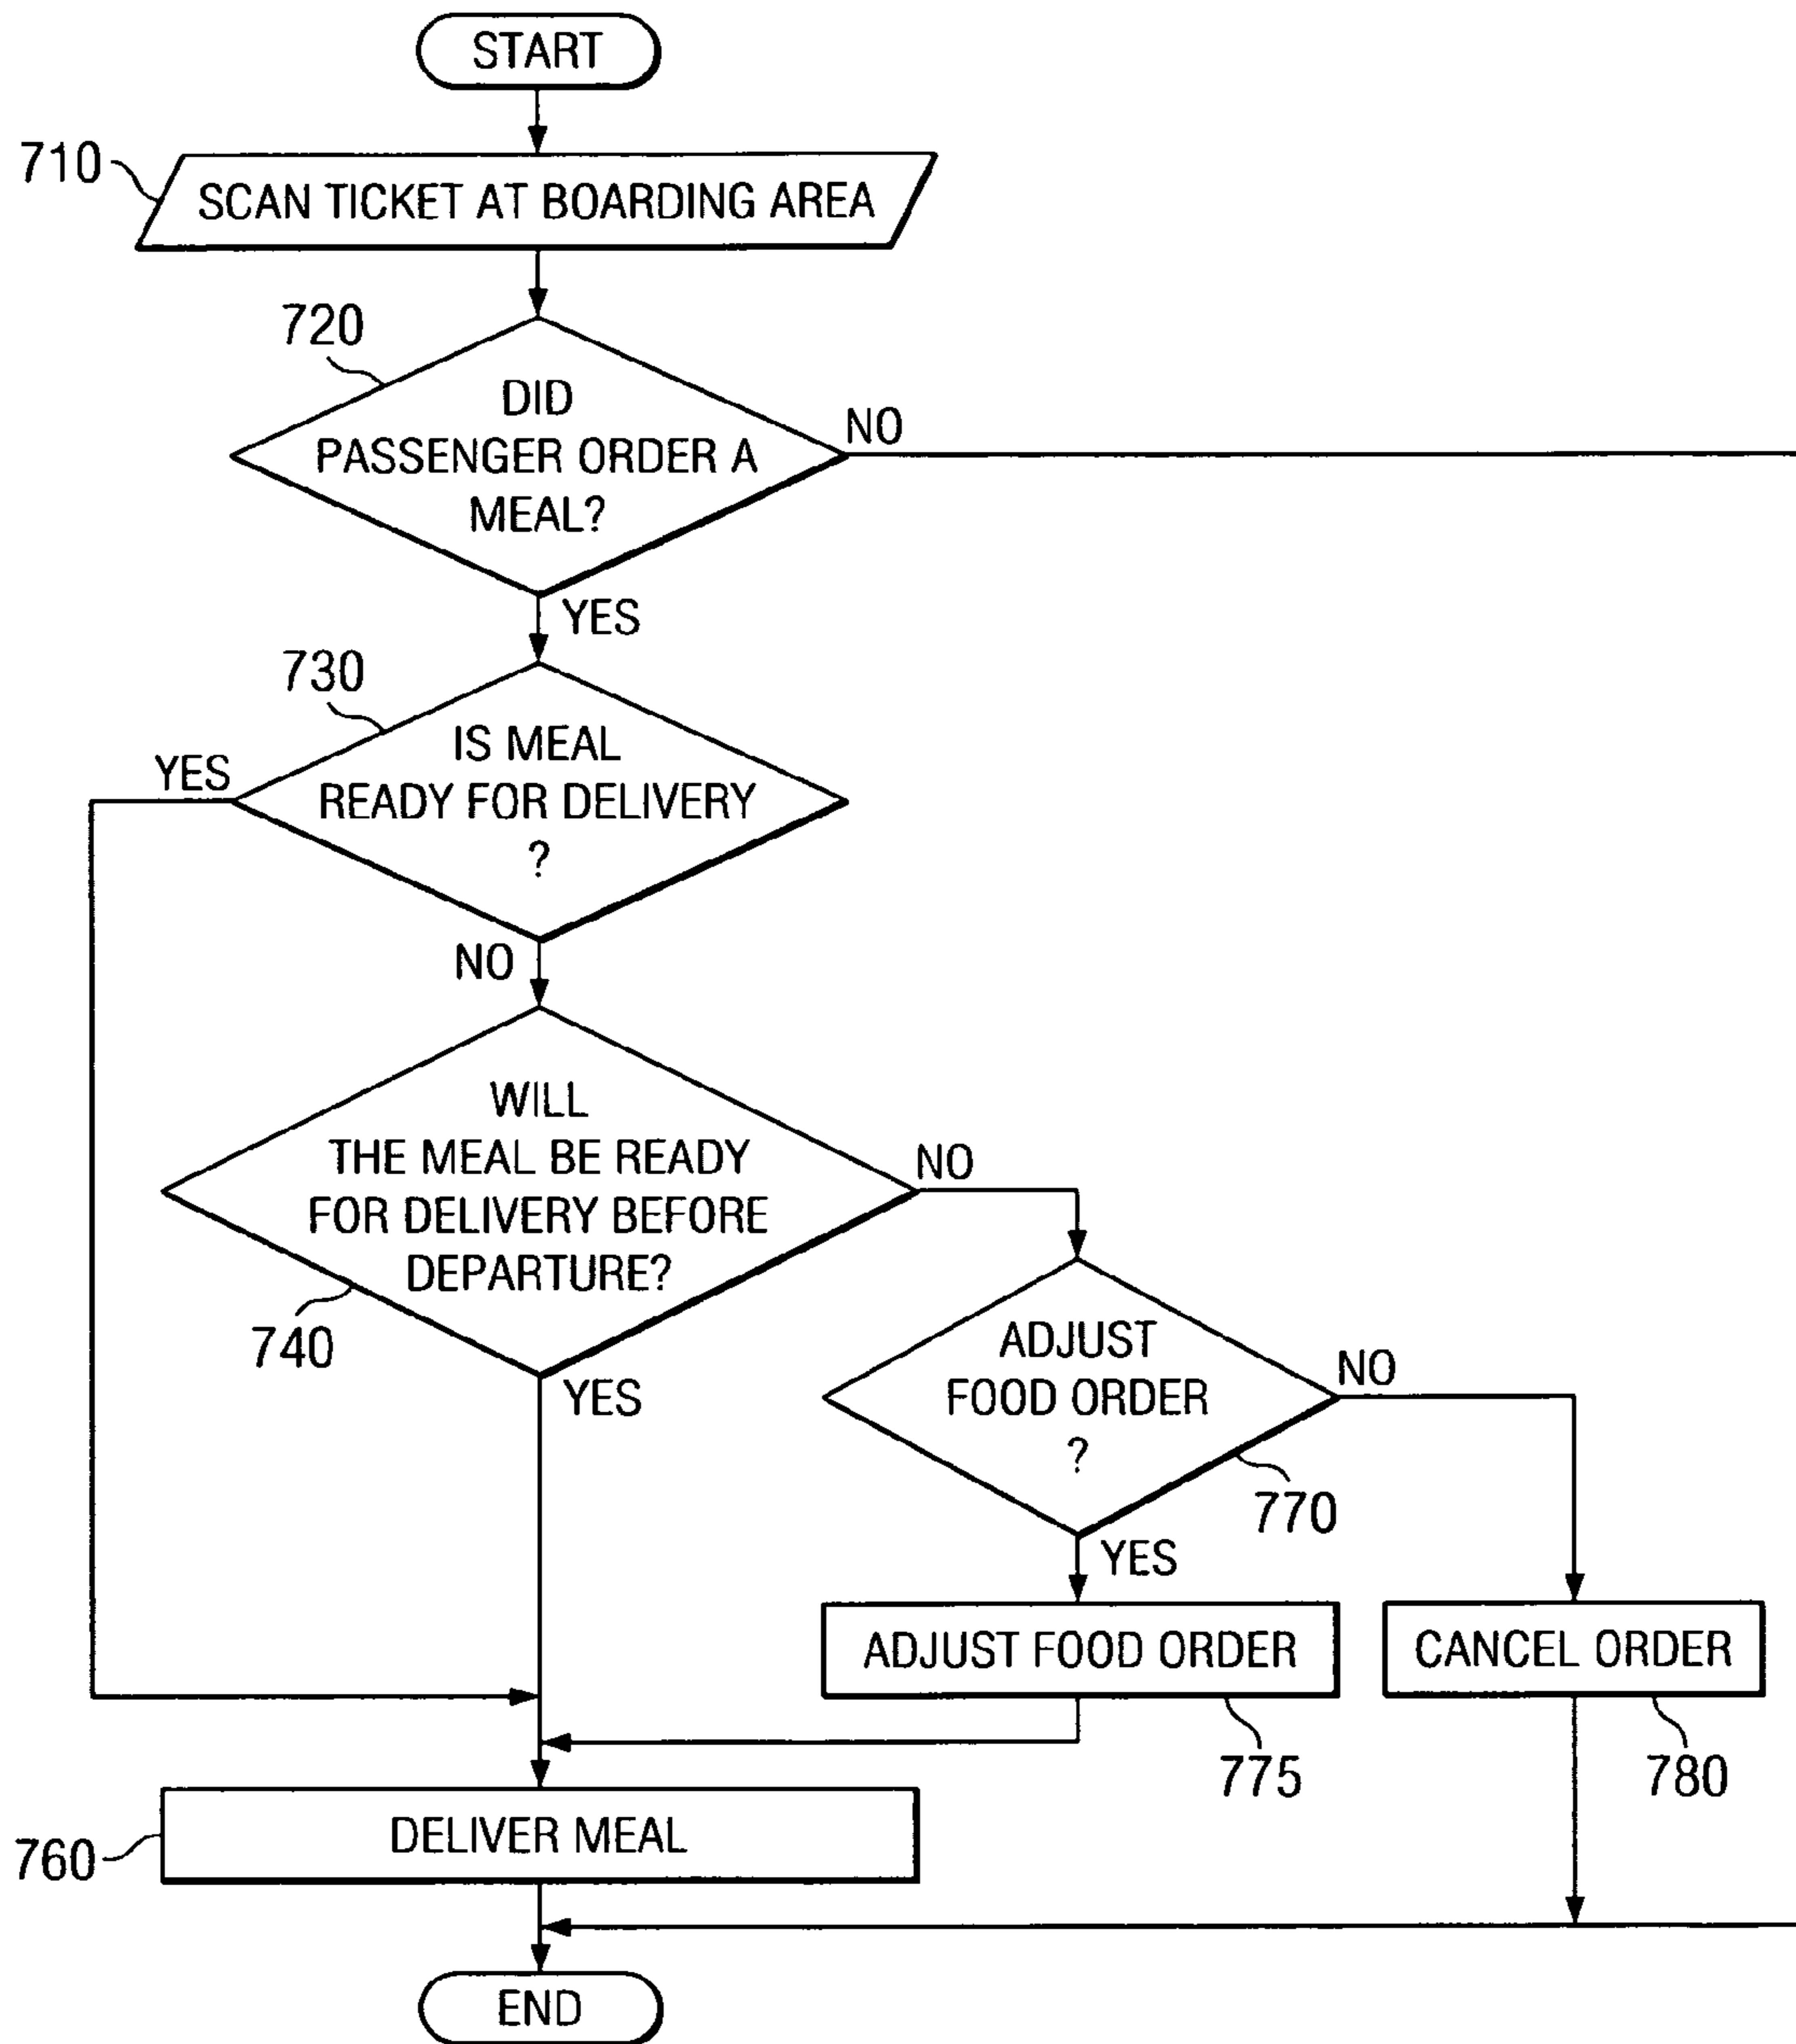 START
710
SCAN TICKET AT BOARDING AREA
720
DID
PASSENGER ORDER A
MEAL?
NO
YES
730
IS MEAL
READY FOR DELIVERY
?
YES
NO
WILL
THE MEAL BE READY
FOR DELIVERY BEFORE
DEPARTURE?
NO
740
YES
ADJUST
FOOD ORDER
?
NO
770
YES
ADJUST FOOD ORDER
CANCEL ORDER
775
780
760
DELIVER MEAL
END